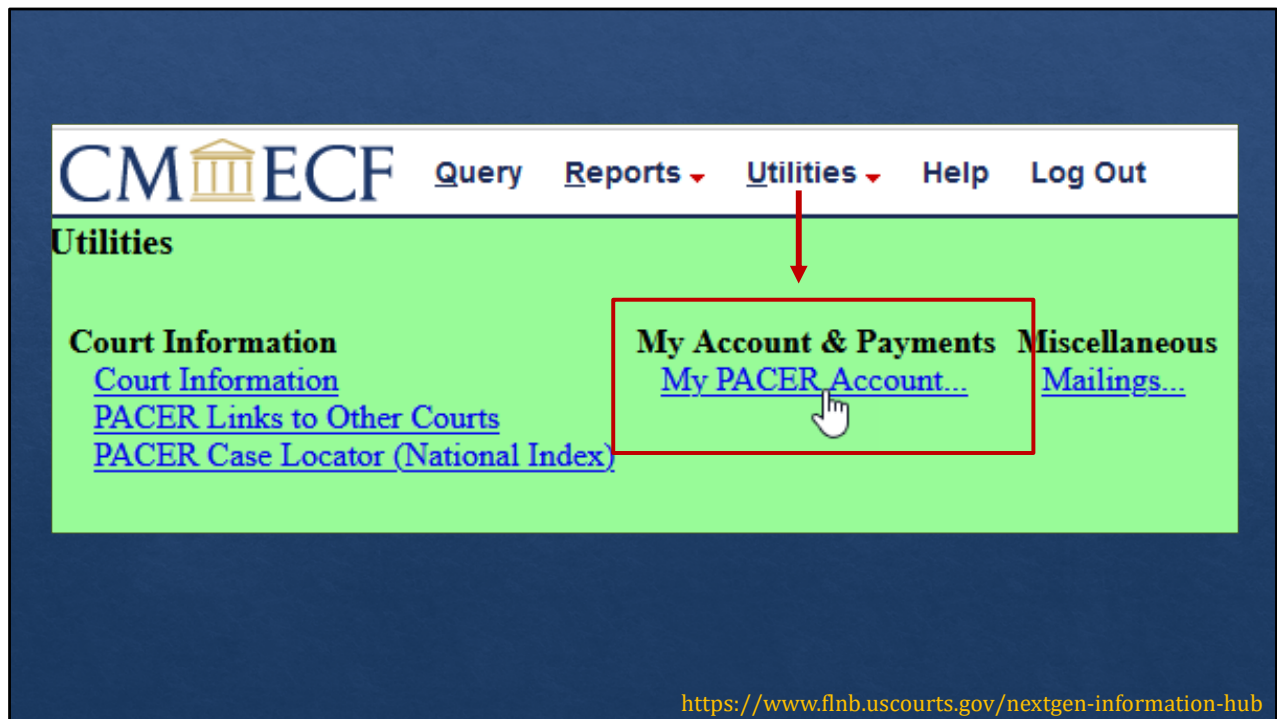 CM ECF Query Reports Utilities Help Log Out
Utilities
Court Information
Court Information
PACER Links to Other Courts
PACER Case Locator (National Index)
My Account & Payments
My PACER Account...
Miscellaneous
Mailings...
https://www.flnb.uscourts.gov/nextgen-information-hub